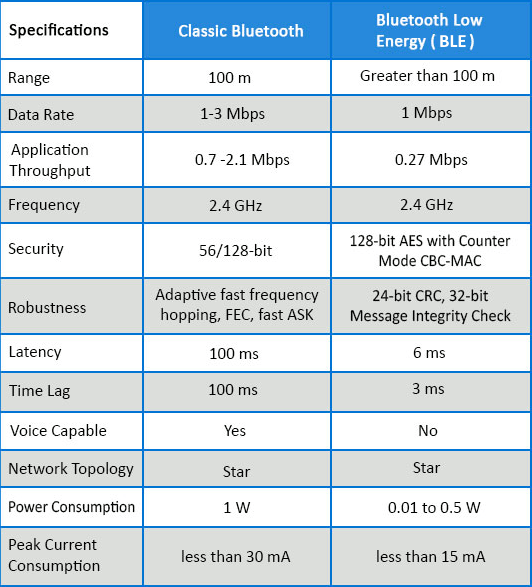 Specifications Classic Bluetooth Bluetooth Low
Energy ( BLE )
Range 100 m Greater than 100 m
Data Rate 1-3 Mbps 1 Mbps
Application
Throughput 0.7 -2.1 Mbps 0.27 Mbps
Frequency 2.4 GHz 2.4 GHz
Security 56/128-bit 128-bit AES with Counter
Mode CBC-MAC
Robustness Adaptive fast frequency
hopping, FEC, fast ASK 24-bit CRC, 32-bit
Message Integrity Check
Latency 100 ms 6 ms
Time Lag 100 ms 3 ms
Voice Capable Yes No
Network Topology Star Star
Power Consumption 1 W 0.01 to 0.5 W
Peak Current
Consumption less than 30 mA less than 15 mA